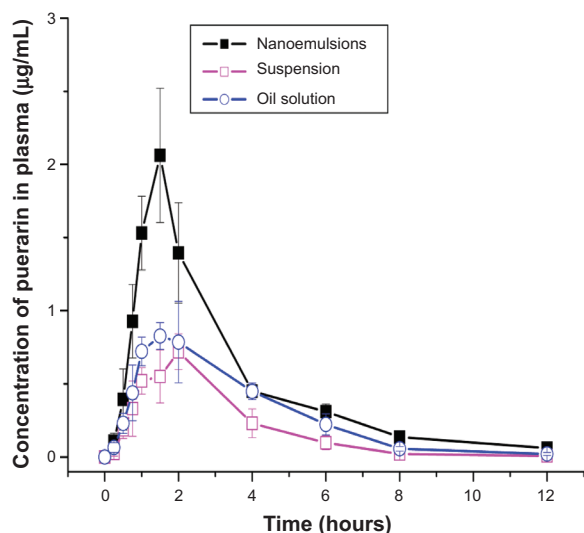 Concentration of puerarin in plasma (μg/mL)
3
2
1
0
Nanoemulsions
Suspension
Oil solution
0
2
4
6
8
10
12
Time (hours)